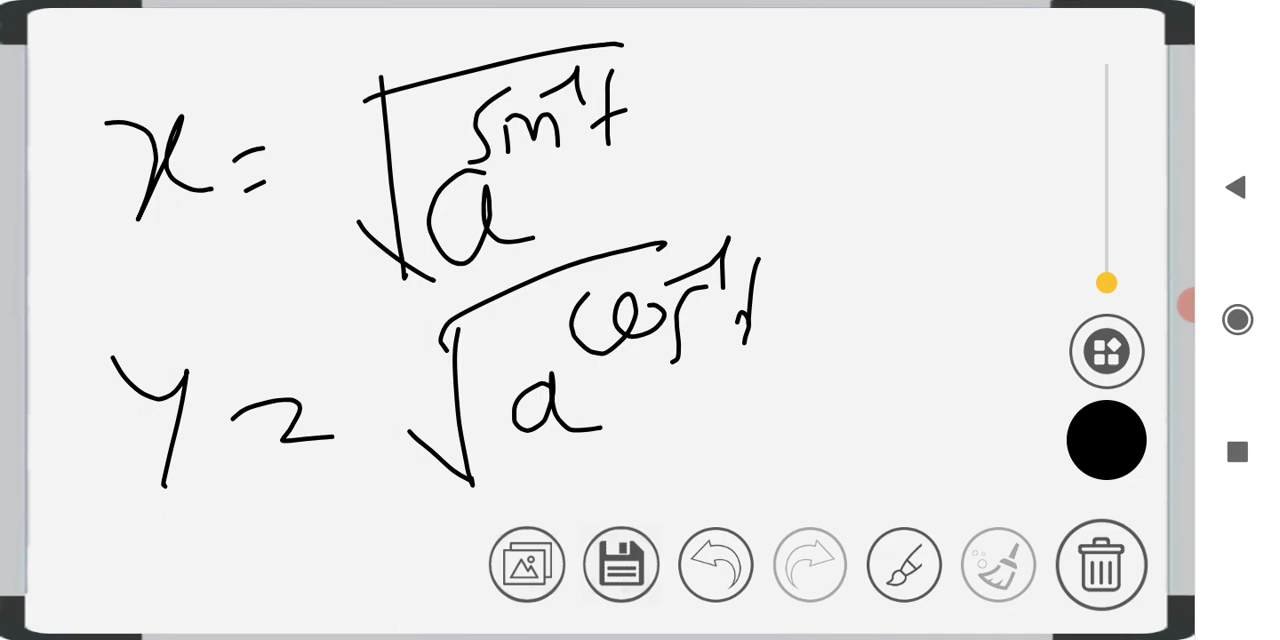 x = √a^sin⁻¹t
y = √a^cos⁻¹t